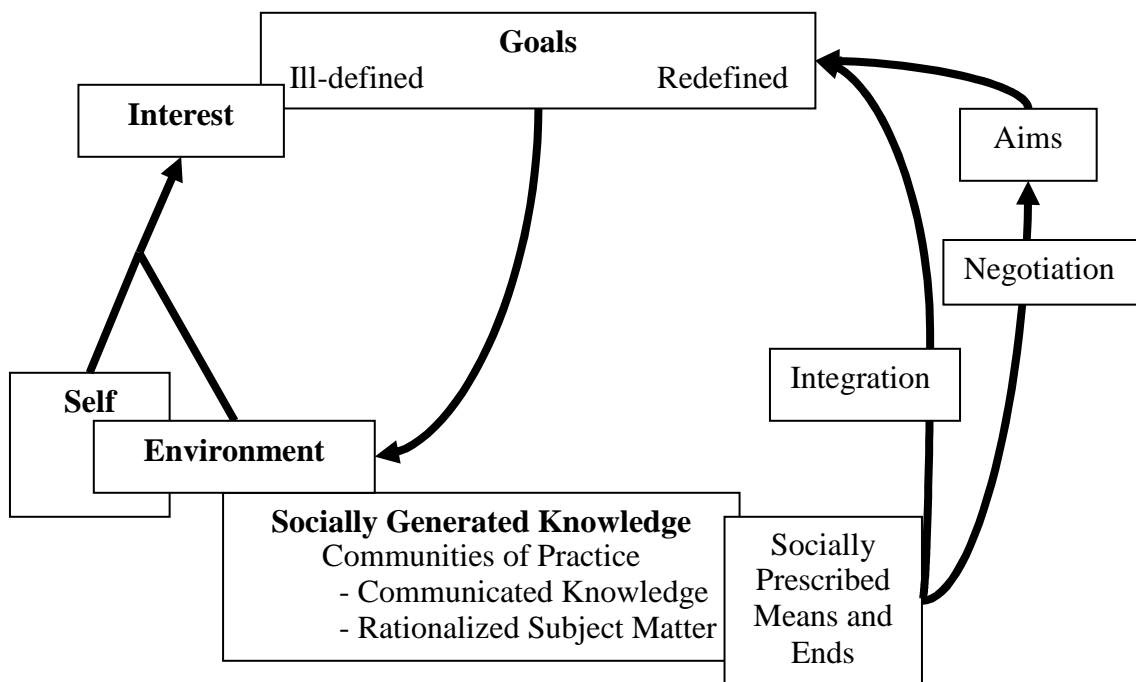 Goals
Ill-defined Redefined
Interest
Aims
Negotiation
Integration
Self
Environment
Socially Generated Knowledge
Communities of Practice
- Communicated Knowledge
- Rationalized Subject Matter
Socially
Prescribed
Means and
Ends